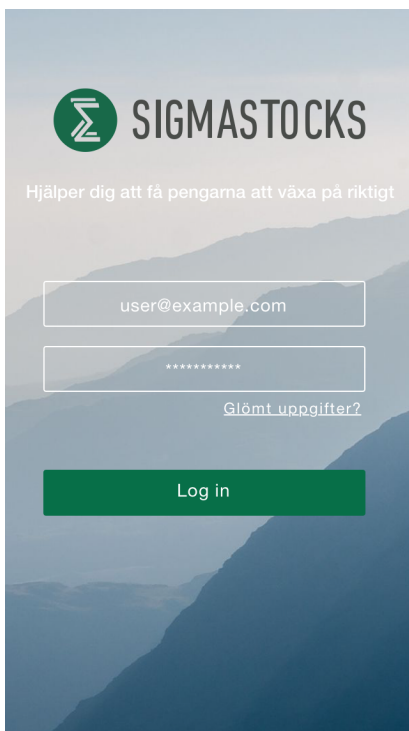 SIGMASTOCKS
Hjälper dig att få pengarna att växa på riktigt
user@example.com
***********
Glömt uppgifter?
Log in